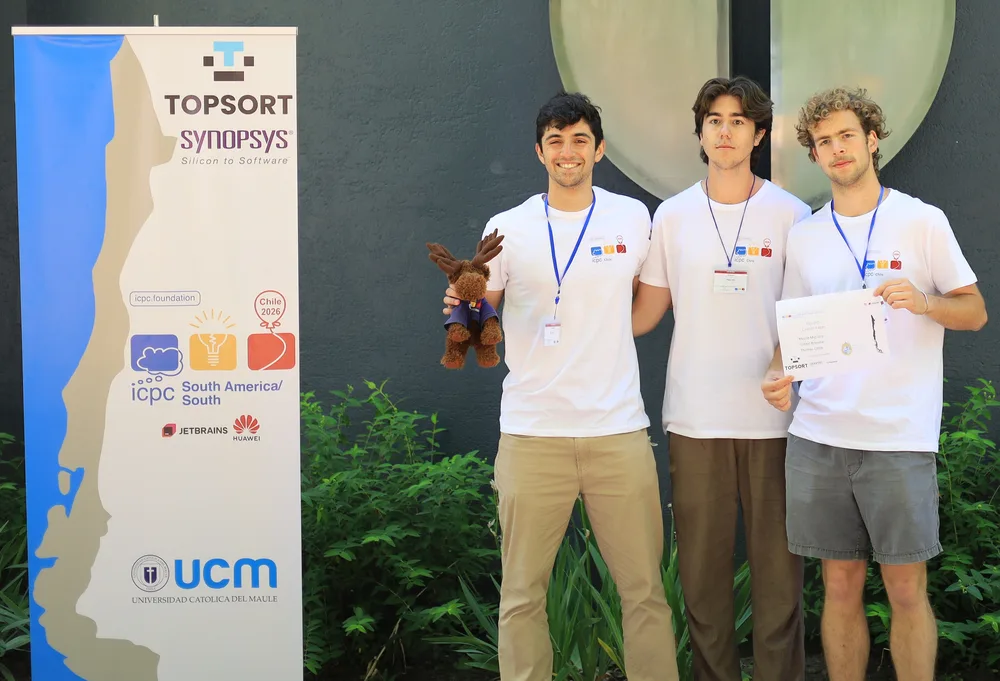 TOPSORT
SYNOPSYS®
Silicon to Software
icpc.foundation
Chile
2026
icpc
South America/
South
JETBRAINS
HUAWEI
UCM
UNIVERSIDAD CATOLICA DEL MAULE
icpc
icpc
TOPSORT